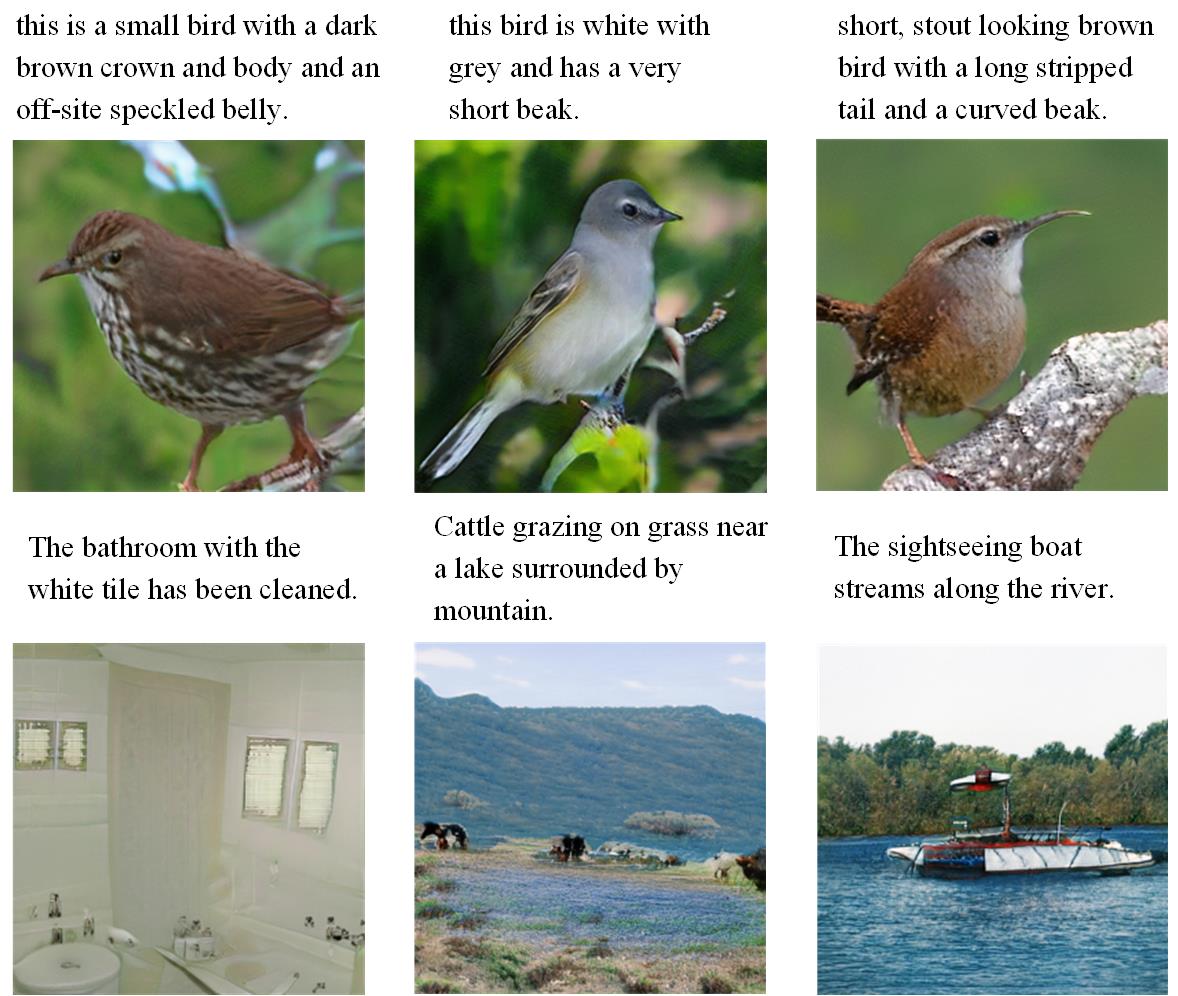 this is a small bird with a dark
brown crown and body and an
off-site speckled belly.
this bird is white with
grey and has a very
short beak.
short, stout looking brown
bird with a long stripped
tail and a curved beak.
The bathroom with the
white tile has been cleaned.
Cattle grazing on grass near
a lake surrounded by
mountain.
The sightseeing boat
streams along the river.